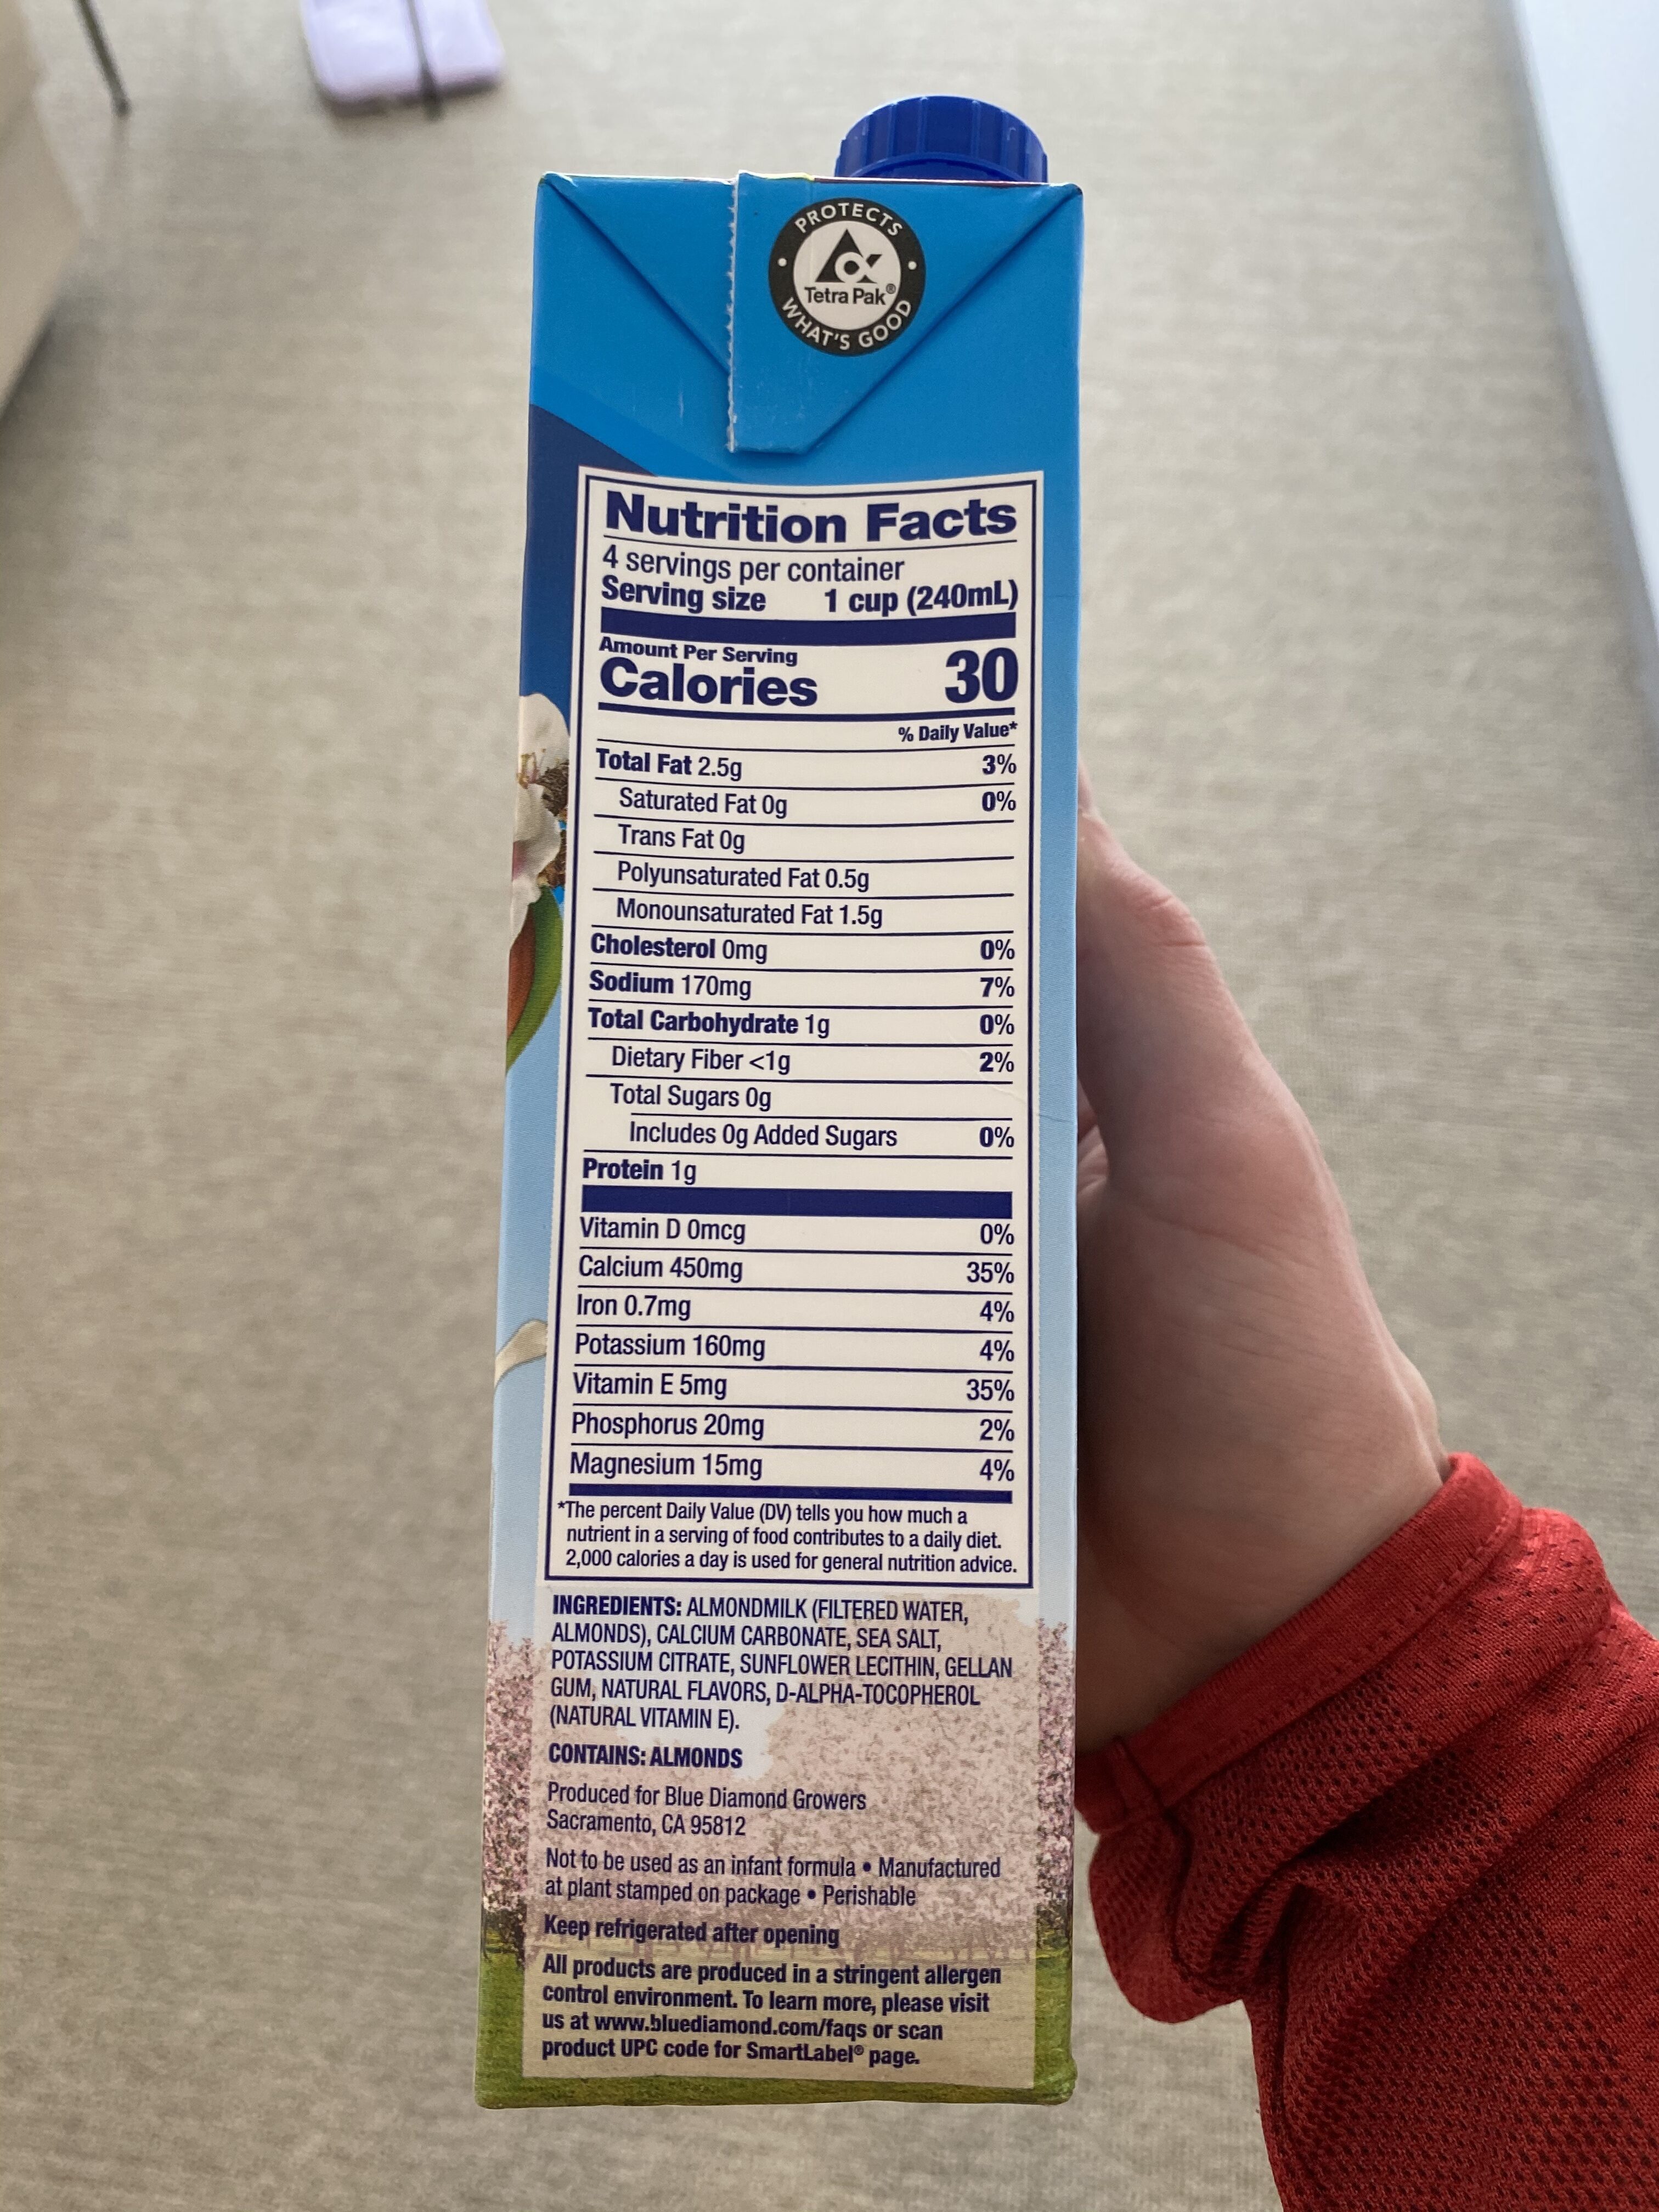 PROTECTS
Tetra Pak®
WHAT'S GOOD
Nutrition Facts
4 servings per container
Serving size 1 cup (240mL)
Amount Per Serving
Calories 30
% Daily Value*
Total Fat 2.5g 3%
Saturated Fat 0g 0%
Trans Fat 0g
Polyunsaturated Fat 0.5g
Monounsaturated Fat 1.5g
Cholesterol 0mg 0%
Sodium 170mg 7%
Total Carbohydrate 1g 0%
Dietary Fiber <1g 2%
Total Sugars 0g
Includes 0g Added Sugars 0%
Protein 1g
Vitamin D 0mcg 0%
Calcium 450mg 35%
Iron 0.7mg 4%
Potassium 160mg 4%
Vitamin E 5mg 35%
Phosphorus 20mg 2%
Magnesium 15mg 4%
*The percent Daily Value (DV) tells you how much a
nutrient in a serving of food contributes to a daily diet.
2,000 calories a day is used for general nutrition advice.
INGREDIENTS: ALMONDMILK (FILTERED WATER,
ALMONDS), CALCIUM CARBONATE, SEA SALT,
POTASSIUM CITRATE, SUNFLOWER LECITHIN, GELLAN
GUM, NATURAL FLAVORS, D-ALPHA-TOCOPHEROL
(NATURAL VITAMIN E).
CONTAINS: ALMONDS
Produced for Blue Diamond Growers
Sacramento, CA 95812
Not to be used as an infant formula • Manufactured
at plant stamped on package • Perishable
Keep refrigerated after opening
All products are produced in a stringent allergen
control environment. To learn more, please visit
us at www.bluediamond.com/faqs or scan
product UPC code for SmartLabel® page.